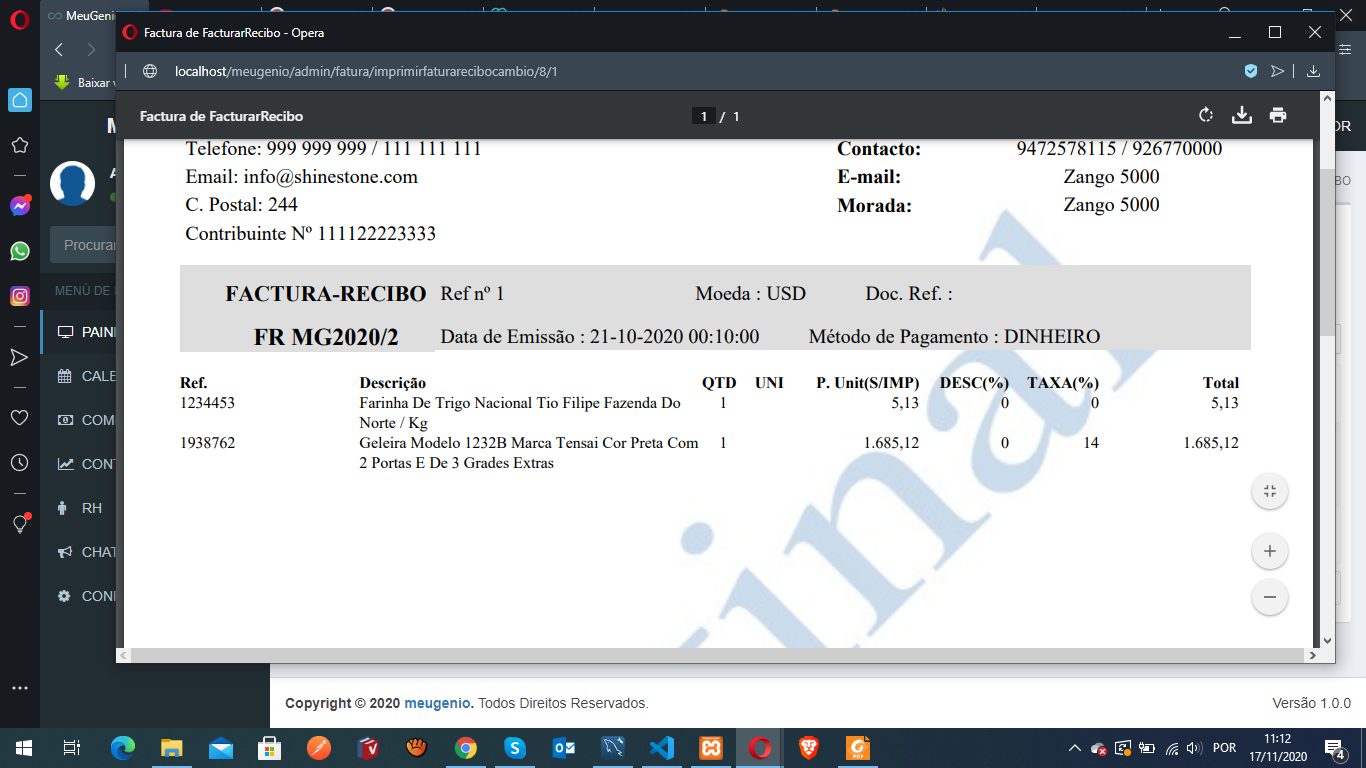 MeuGenio
Factura de FacturarRecibo - Opera
localhost/meugenio/admin/fatura/imprimirfaturarecibocambio/8/1
Baixar
Factura de FacturarRecibo
1 / 1
Telefone: 999 999 999 / 111 111 111
Contacto: 9472578115 / 926770000
Email: info@shinestone.com
E-mail: Zango 5000
C. Postal: 244
Morada: Zango 5000
Contribuinte Nº 111122223333
FACTURA-RECIBO Ref nº 1 Moeda : USD Doc. Ref. :
FR MG2020/2 Data de Emissão : 21-10-2020 00:10:00 Método de Pagamento : DINHEIRO
Ref. Descrição QTD UNI P. Unit(S/IMP) DESC(%) TAXA(%) Total
1234453 Farinha De Trigo Nacional Tio Filipe Fazenda Do 1 5,13 0 0 5,13
Norte / Kg
1938762 Geleira Modelo 1232B Marca Tensai Cor Preta Com 1 1.685,12 0 14 1.685,12
2 Portas E De 3 Grades Extras
inal
Procurar
MENÚ DE
PAIN
CALE
COM
CONT
RH
CHAT
CONF
OR
BO
Copyright © 2020 meugenio. Todos Direitos Reservados.
Versão 1.0.0
POR
11:12
17/11/2020
4